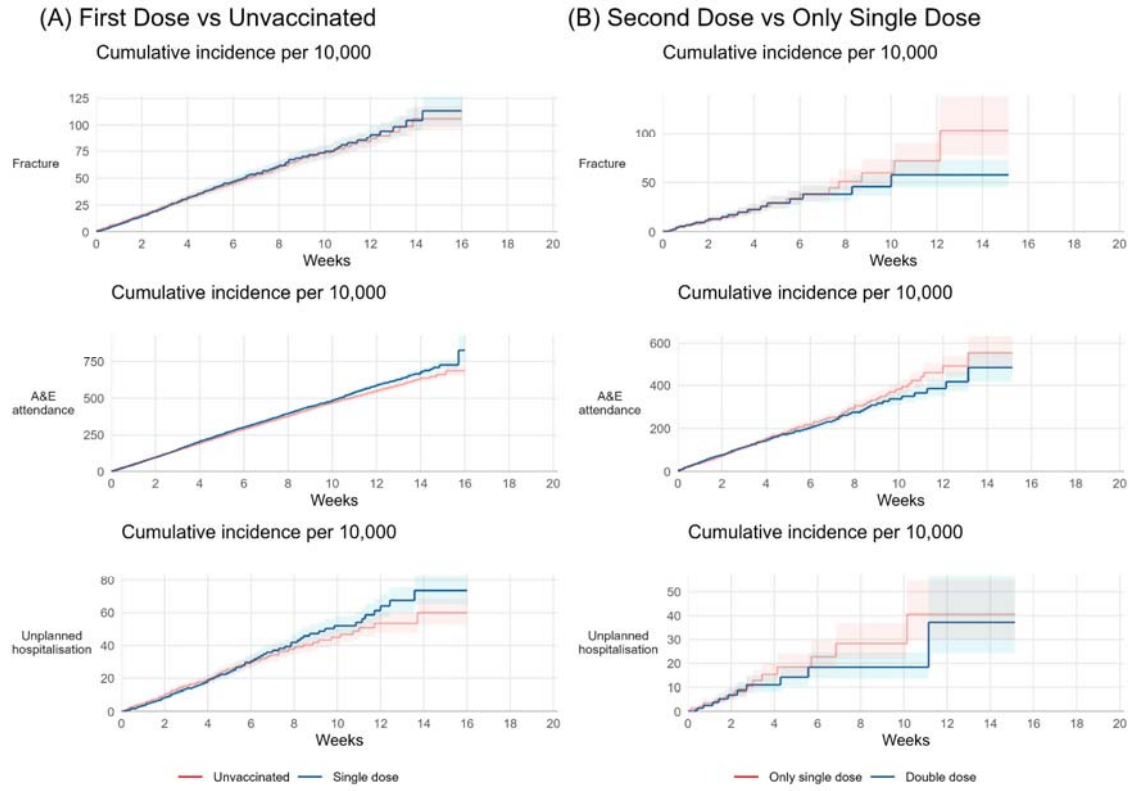 (A) First Dose vs Unvaccinated
Cumulative incidence per 10,000
125
100
75
50
25
0
Fracture
0 2 4 6 8 10 12 14 16 18 20
Weeks
Cumulative incidence per 10,000
750
500
250
0
A&E
attendance
0 2 4 6 8 10 12 14 16 18 20
Weeks
Cumulative incidence per 10,000
80
60
40
20
0
Unplanned
hospitalisation
0 2 4 6 8 10 12 14 16 18 20
Weeks
Unvaccinated Single dose
(B) Second Dose vs Only Single Dose
Cumulative incidence per 10,000
100
50
0
Fracture
0 2 4 6 8 10 12 14 16 18 20
Weeks
Cumulative incidence per 10,000
600
400
200
0
A&E
attendance
0 2 4 6 8 10 12 14 16 18 20
Weeks
Cumulative incidence per 10,000
50
40
30
20
10
0
Unplanned
hospitalisation
0 2 4 6 8 10 12 14 16 18 20
Weeks
Only single dose Double dose